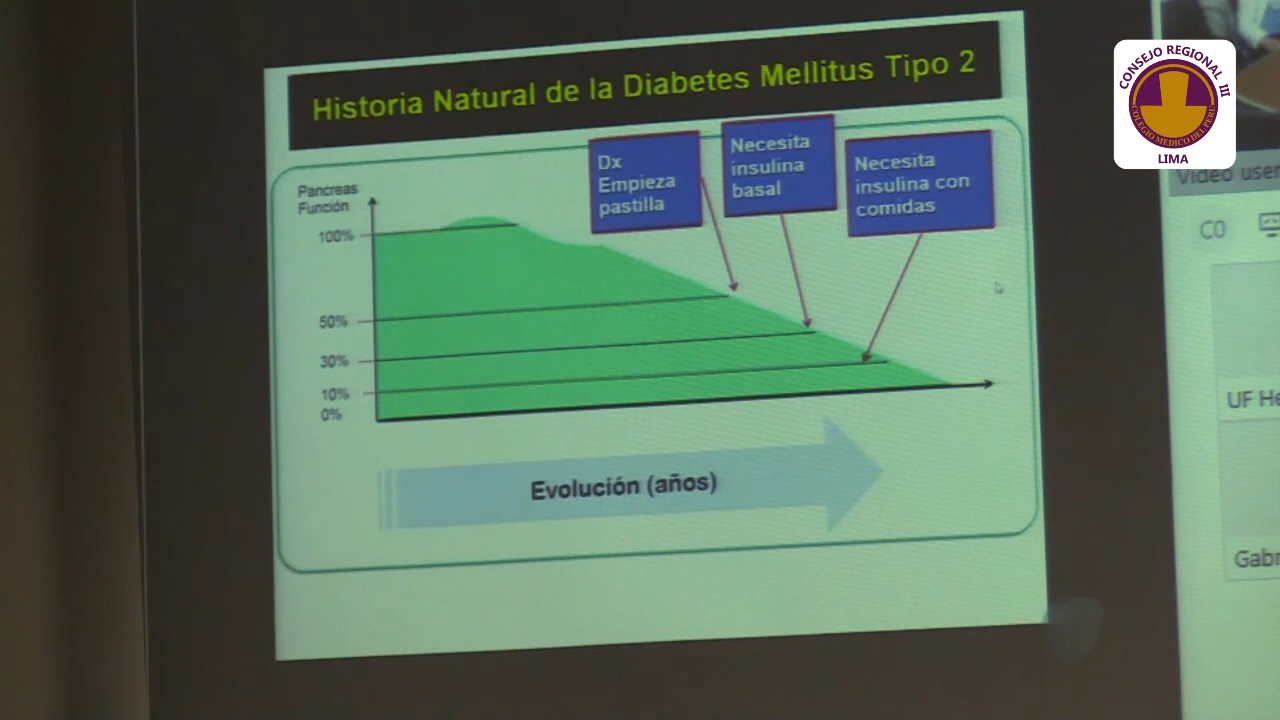 Historia Natural de la Diabetes Mellitus Tipo 2
Pancreas
Función
100%
50%
30%
10%
0%
Dx
Empieza
pastilla
Necesita
insulina
basal
Necesita
insulina con
comidas
Evolución (años)
CONSEJO REGIONAL III
COLEGIO MEDICO DEL PERU
LIMA
Video user
C0
UF He
Gabr